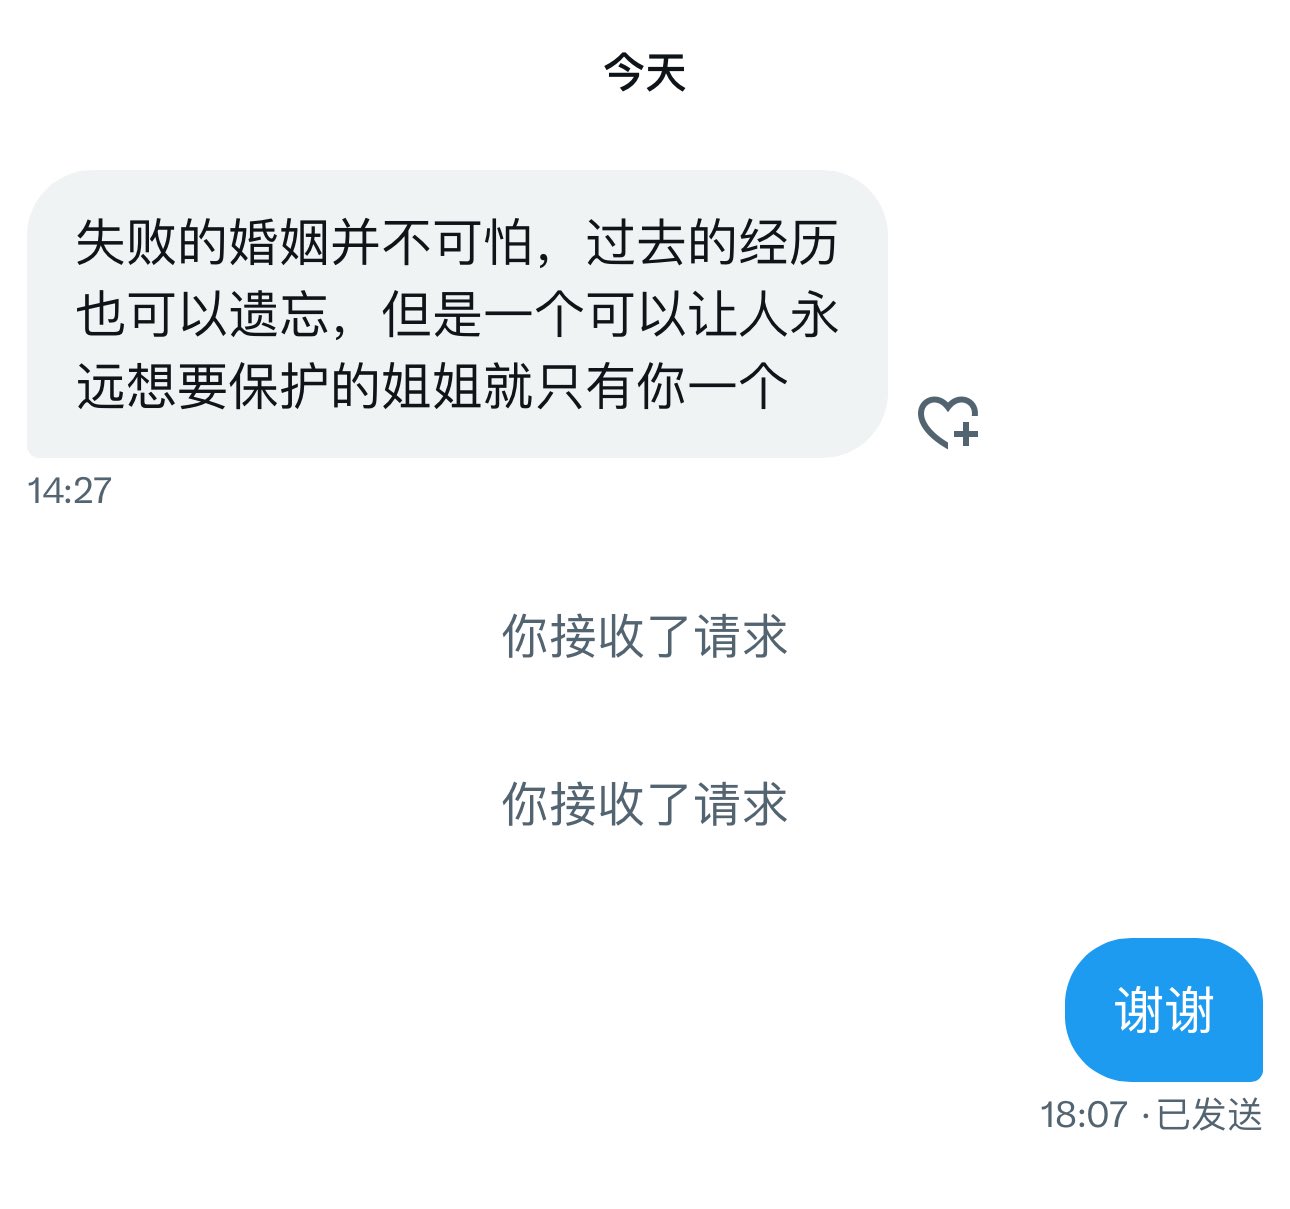 今天
失败的婚姻并不可怕，过去的经历
也可以遗忘，但是一个可以让人永
远想要保护的姐姐就只有你一个
14:27
你接收了请求
你接收了请求
谢谢
18:07 · 已发送